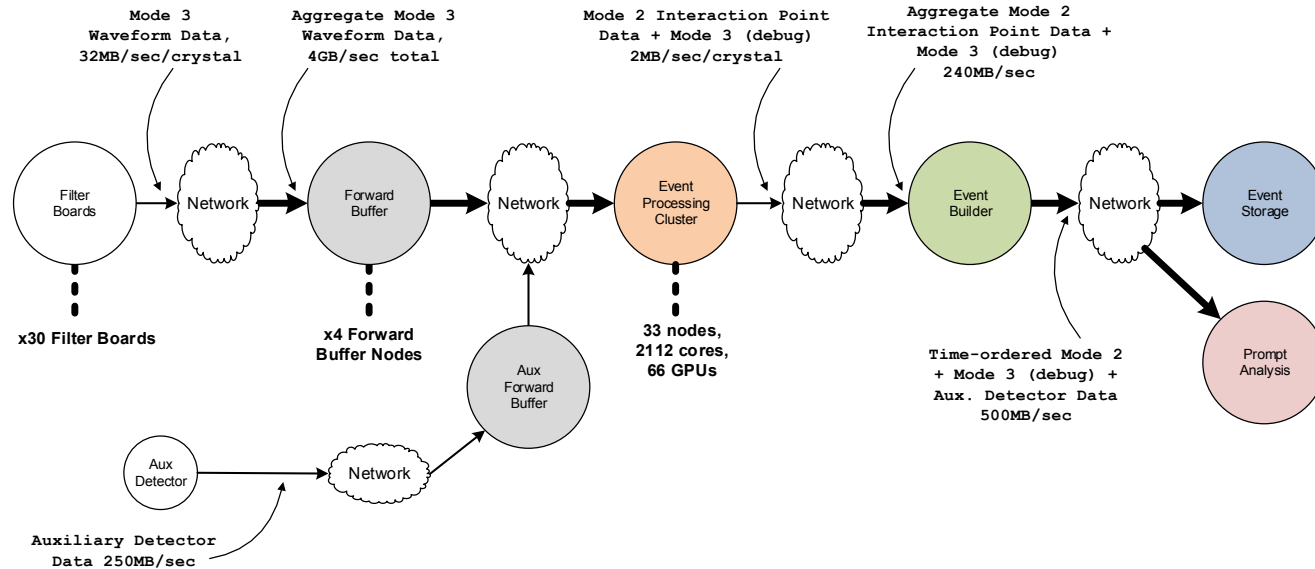 Mode 3
Waveform Data,
32MB/sec/crystal
Aggregate Mode 3
Waveform Data,
4GB/sec total
Mode 2 Interaction Point
Data + Mode 3 (debug)
2MB/sec/crystal
Aggregate Mode 2
Interaction Point Data +
Mode 3 (debug)
240MB/sec
Filter
Boards
Network
Forward
Buffer
Network
Event
Processing
Cluster
Network
Event
Builder
Network
Event
Storage
x30 Filter Boards
x4 Forward
Buffer Nodes
33 nodes,
2112 cores,
66 GPUs
Aux
Forward
Buffer
Time-ordered Mode 2
+ Mode 3 (debug) +
Aux. Detector Data
500MB/sec
Prompt
Analysis
Aux
Detector
Network
Auxiliary Detector
Data 250MB/sec